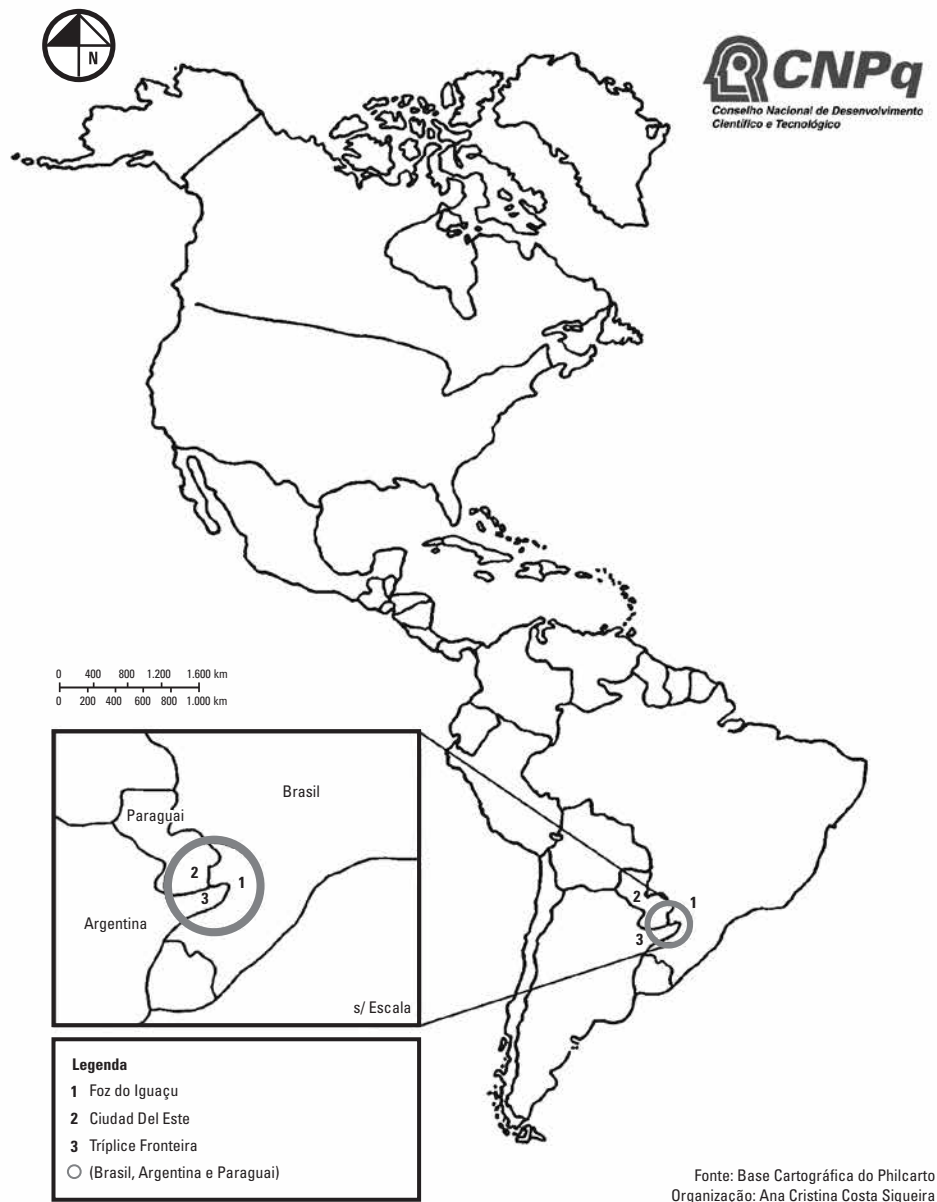 N
CNPq
Conselho Nacional de Desenvolvimento
Científico e Tecnológico
0 400 800 1.200 1.600 km
0 200 400 600 800 1.000 km
Brasil
Paraguai
2
1
3
Argentina
s/ Escala
2
1
3
Legenda
1 Foz do Iguaçu
2 Ciudad Del Este
3 Tríplice Fronteira
(Brasil, Argentina e Paraguai)
Fonte: Base Cartográfica do Philcarto
Organização: Ana Cristina Costa Siqueira